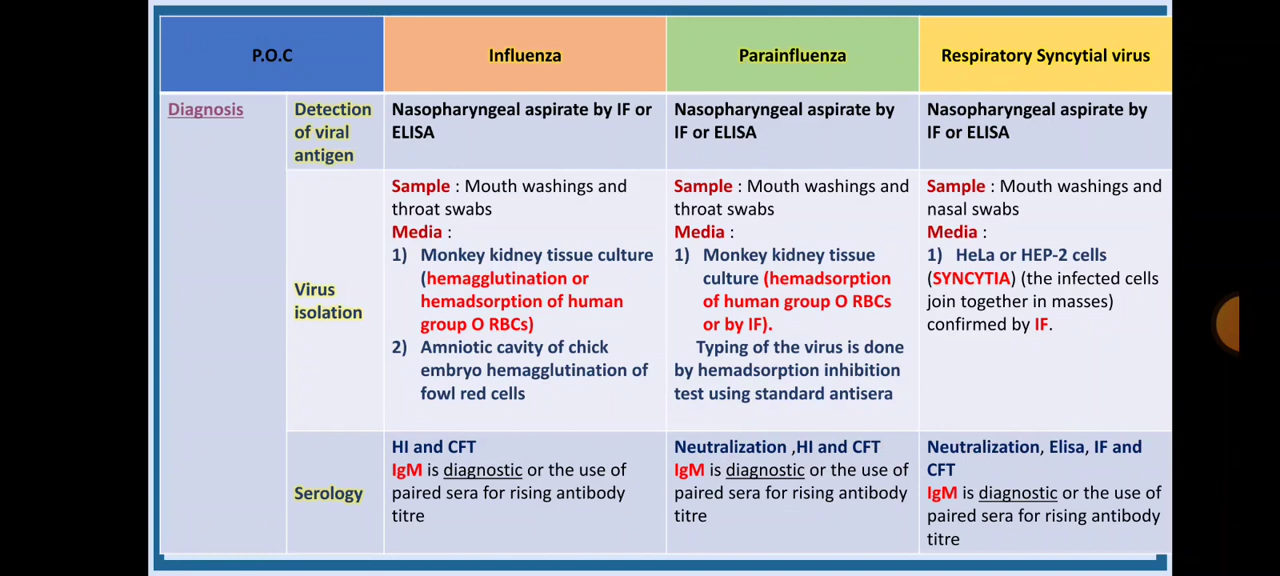 P.O.C
Influenza
Parainfluenza
Respiratory Syncytial virus
Diagnosis
Detection
of viral
antigen
Nasopharyngeal aspirate by IF or
ELISA
Nasopharyngeal aspirate by
IF or ELISA
Nasopharyngeal aspirate by
IF or ELISA
Virus
isolation
Sample : Mouth washings and
throat swabs
Media :
1) Monkey kidney tissue culture
(hemagglutination or
hemadsorption of human
group O RBCs)
2) Amniotic cavity of chick
embryo hemagglutination of
fowl red cells
Sample : Mouth washings and
throat swabs
Media :
1) Monkey kidney tissue
culture (hemadsorption
of human group O RBCs
or by IF).
Typing of the virus is done
by hemadsorption inhibition
test using standard antisera
Sample : Mouth washings and
nasal swabs
Media :
1) HeLa or HEP-2 cells
(SYNCYTIA) (the infected cells
join together in masses)
confirmed by IF.
Serology
HI and CFT
IgM is diagnostic or the use of
paired sera for rising antibody
titre
Neutralization ,HI and CFT
IgM is diagnostic or the use of
paired sera for rising antibody
titre
Neutralization, Elisa, IF and
CFT
IgM is diagnostic or the use of
paired sera for rising antibody
titre